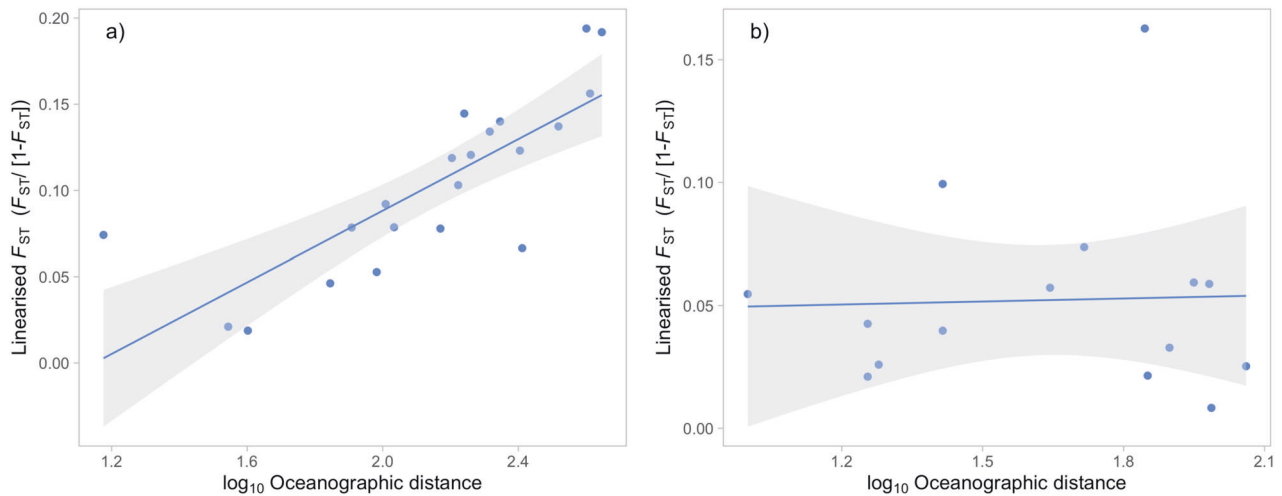 a)
Linearised FST (FST/ [1-FST])
0.20
0.15
0.10
0.05
0.00
1.2 1.6 2.0 2.4
log10 Oceanographic distance
b)
Linearised FST (FST/ [1-FST])
0.15
0.10
0.05
0.00
1.2 1.5 1.8 2.1
log10 Oceanographic distance